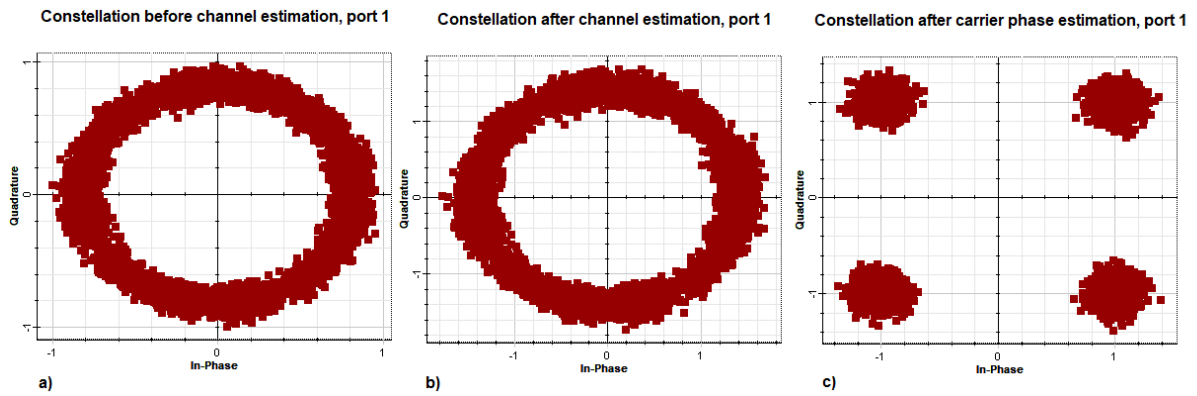 Constellation before channel estimation, port 1
1
0
-1
Quadrature
-1
0
1
In-Phase
a)
Constellation after channel estimation, port 1
1
0
-1
Quadrature
-1
0
1
In-Phase
b)
Constellation after carrier phase estimation, port 1
1
0
-1
Quadrature
-1
0
1
In-Phase
c)